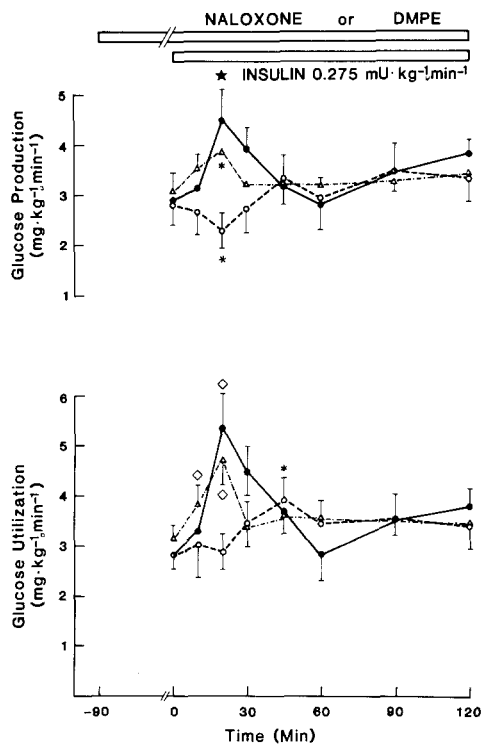 NALOXONE or DMPE
★ INSULIN 0.275 mU·kg⁻¹·min⁻¹
Glucose Production
(mg·kg⁻¹·min⁻¹)
5
4
3
2
1
*
*
Glucose Utilization
(mg·kg⁻¹·min⁻¹)
6
5
4
3
2
1
*
-90 0 30 60 90 120
Time (Min)